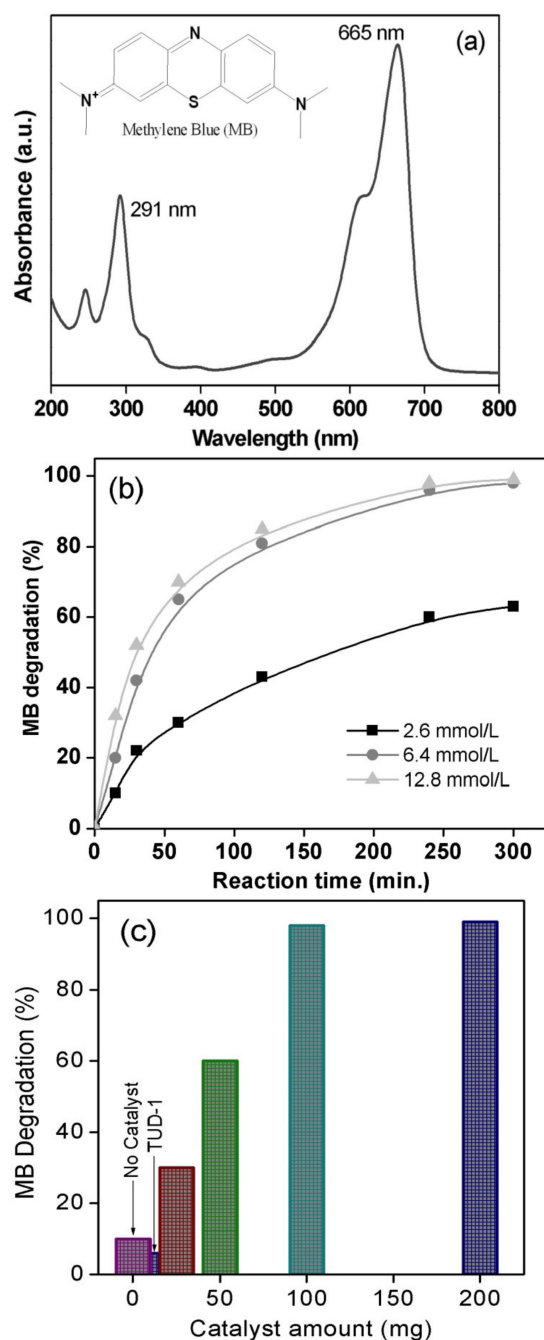 665 nm
(a)
N
N+
S
N
Methylene Blue (MB)
291 nm
Absorbance (a.u.)
200 300 400 500 600 700 800
Wavelength (nm)
(b)
100
80
60
40
20
0
MB degradation (%)
2.6 mmol/L
6.4 mmol/L
12.8 mmol/L
0 50 100 150 200 250 300
Reaction time (min.)
(c)
100
80
60
40
20
0
MB Degradation (%)
No Catalyst
TUD-1
0 50 100 150 200
Catalyst amount (mg)